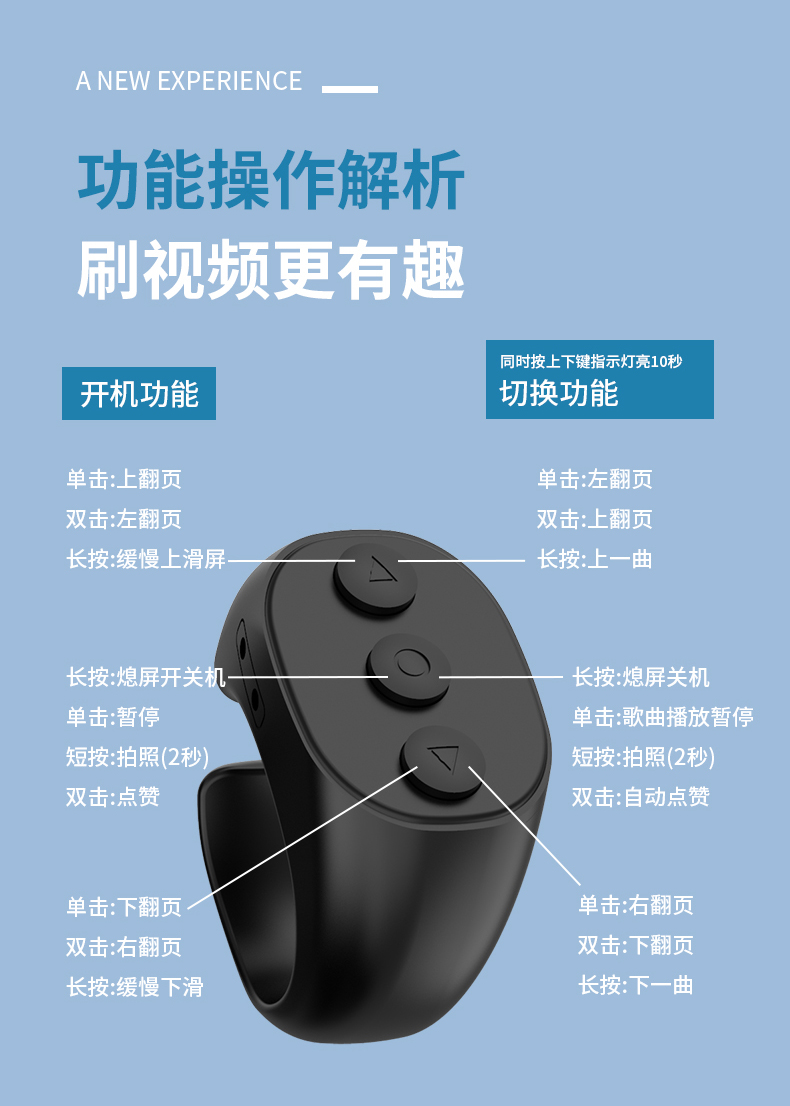 A NEW EXPERIENCE
功能操作解析
刷视频更有趣
开机功能
同时按上下键指示灯亮10秒
切换功能
单击:上翻页
双击:左翻页
长按:缓慢上滑屏
单击:左翻页
双击:上翻页
长按:上一曲
长按:熄屏开关机
单击:暂停
短按:拍照(2秒)
双击:点赞
长按:熄屏关机
单击:歌曲播放暂停
短按:拍照(2秒)
双击:自动点赞
单击:下翻页
双击:右翻页
长按:缓慢下滑
单击:右翻页
双击:下翻页
长按:下一曲